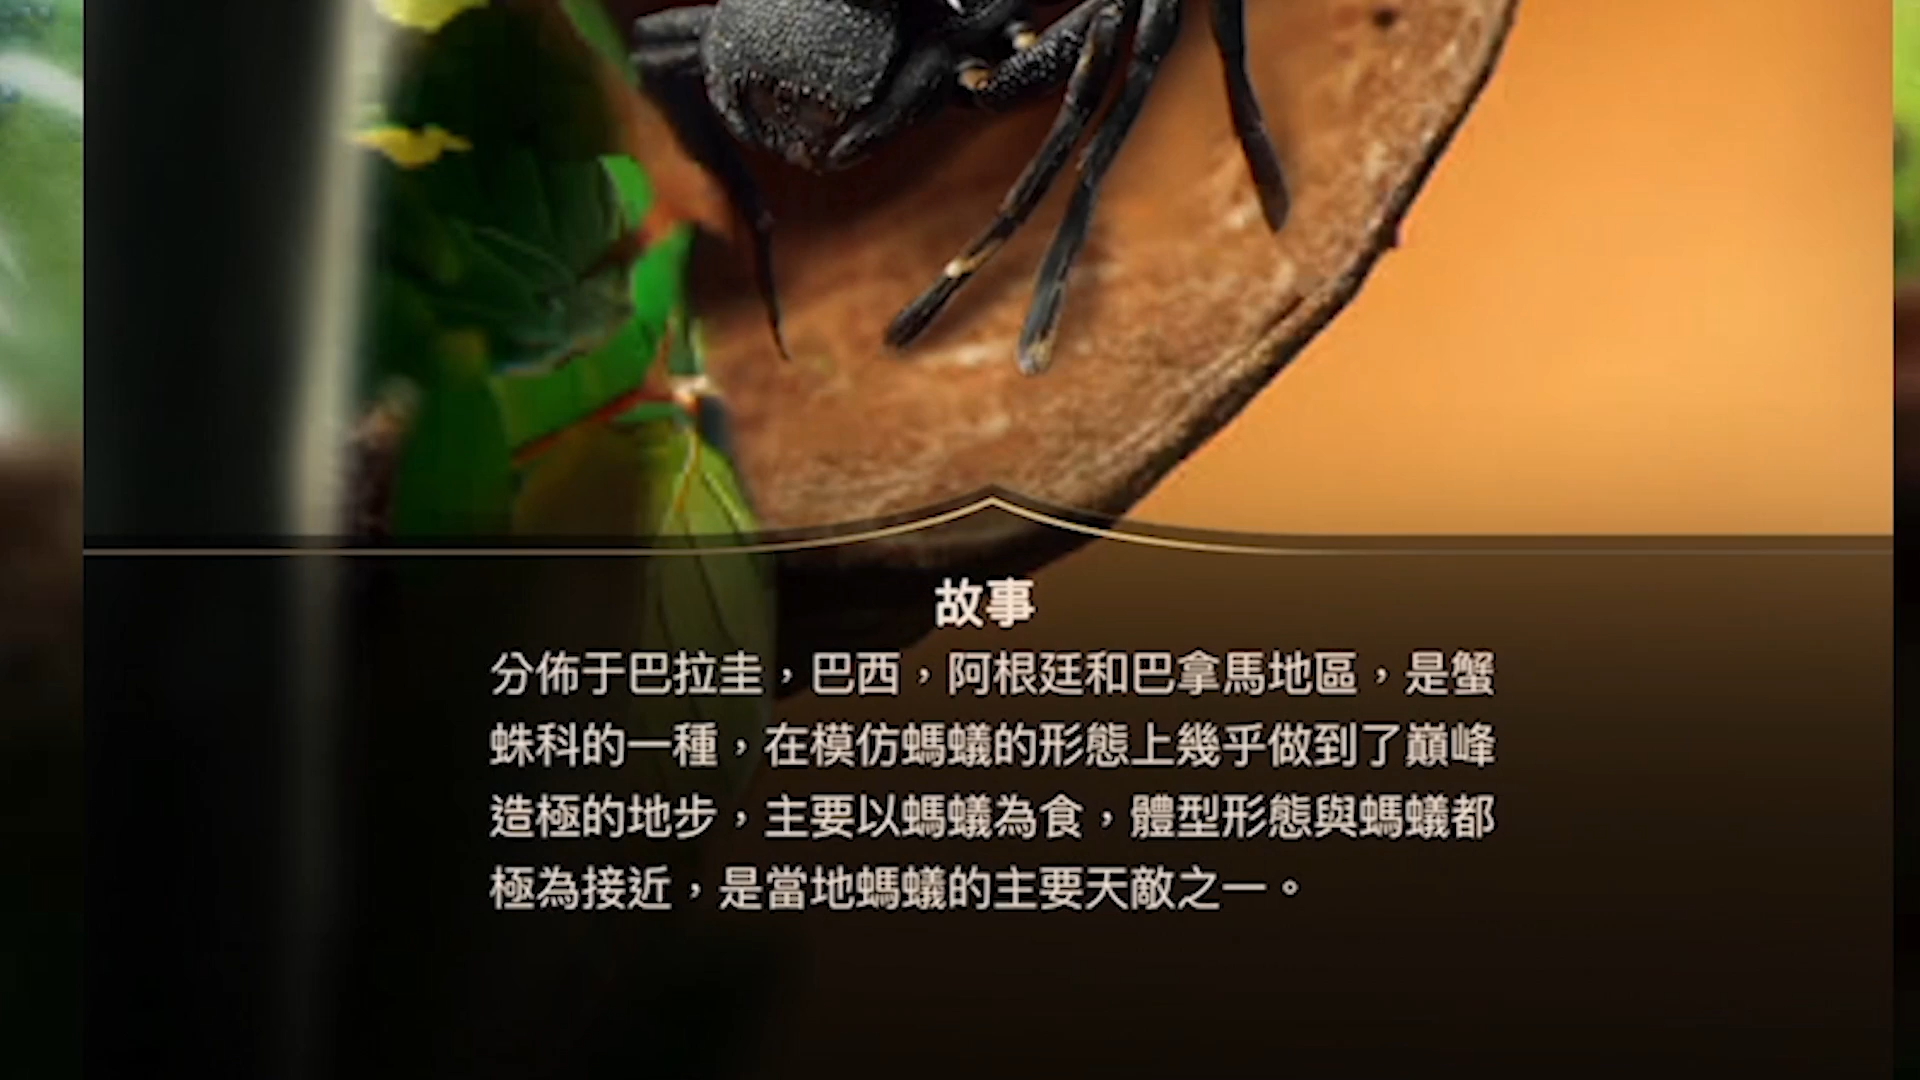 故事
分佈于巴拉圭，巴西，阿根廷和巴拿馬地區，是蟹
蛛科的一種，在模仿螞蟻的形態上幾乎做到了巔峰
造極的地步，主要以螞蟻為食，體型形態與螞蟻都
極為接近，是當地螞蟻的主要天敵之一。